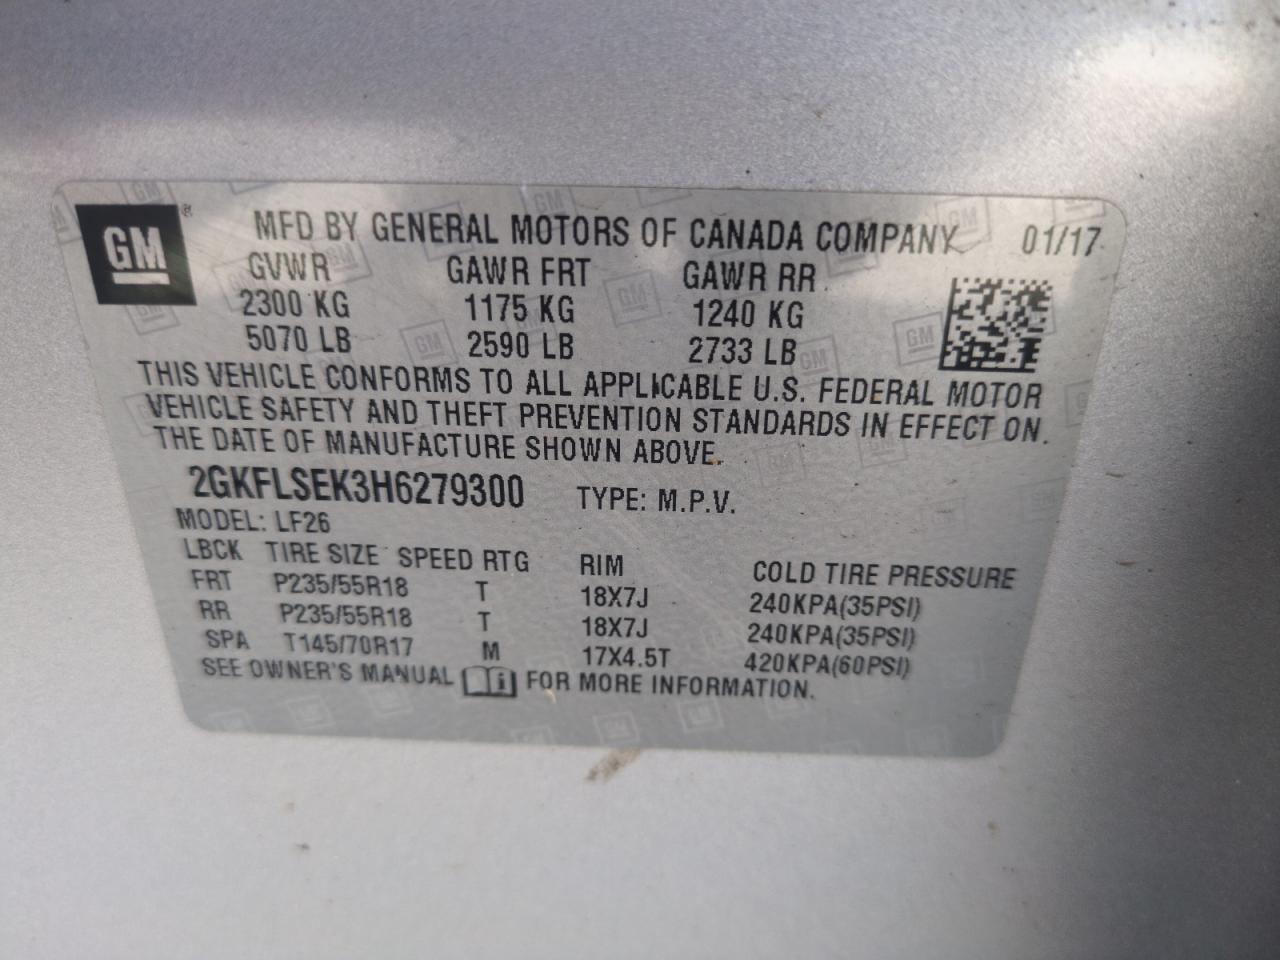 GM ® MFD BY GENERAL MOTORS OF CANADA COMPANY 01/17
GVWR GAWR FRT GAWR RR
2300 KG 1175 KG 1240 KG
5070 LB 2590 LB 2733 LB
THIS VEHICLE CONFORMS TO ALL APPLICABLE U.S. FEDERAL MOTOR
VEHICLE SAFETY AND THEFT PREVENTION STANDARDS IN EFFECT ON
THE DATE OF MANUFACTURE SHOWN ABOVE.
2GKFLSEK3H6279300 TYPE: M.P.V.
MODEL: LF26
LBCK TIRE SIZE SPEED RTG RIM COLD TIRE PRESSURE
FRT P235/55R18 T 18X7J 240KPA(35PSI)
RR P235/55R18 T 18X7J 240KPA(35PSI)
SPA T145/70R17 M 17X4.5T 420KPA(60PSI)
SEE OWNER'S MANUAL i FOR MORE INFORMATION.